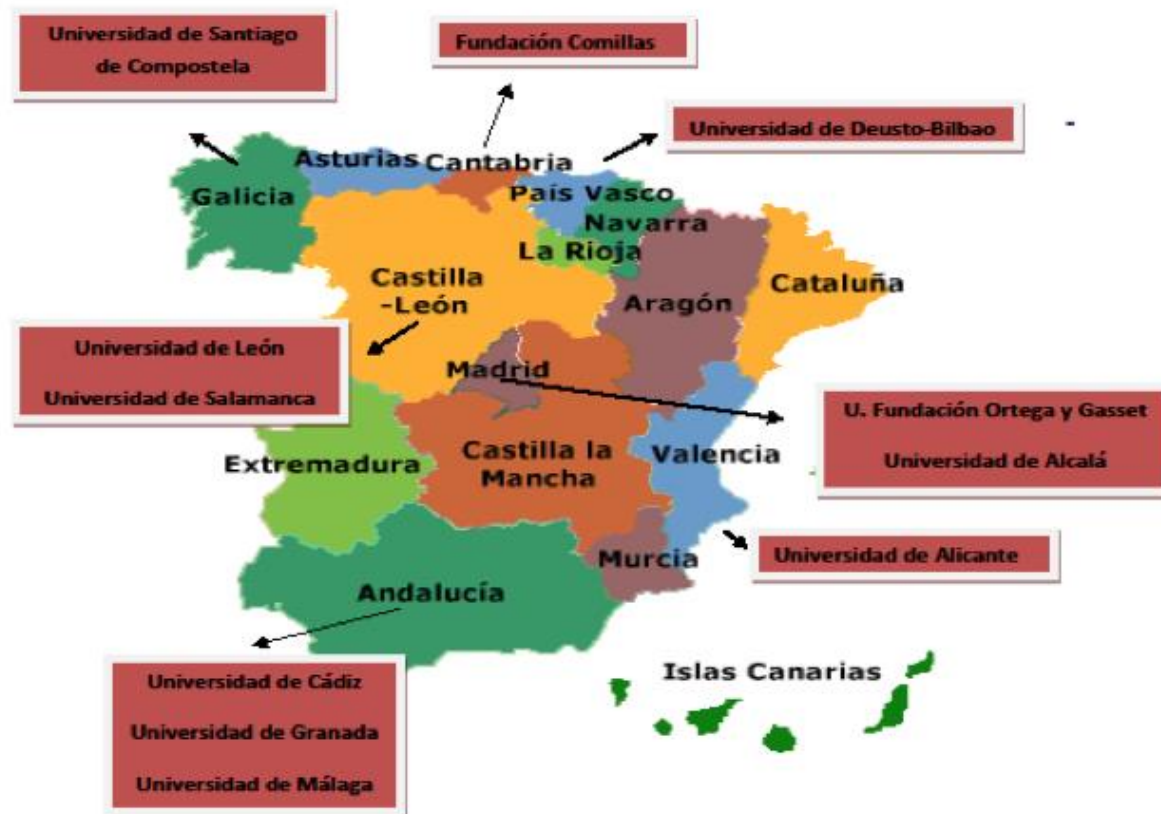 Universidad de Santiago
de Compostela
Fundación Comillas
Universidad de Deusto-Bilbao
Asturias
Cantabria
Galicia
País Vasco
Navarra
La Rioja
Castilla
-León
Aragón
Cataluña
Universidad de León
Universidad de Salamanca
Madrid
U. Fundación Ortega y Gasset
Universidad de Alcalá
Extremadura
Castilla la
Mancha
Valencia
Universidad de Alicante
Murcia
Andalucía
Universidad de Cádiz
Universidad de Granada
Universidad de Málaga
Islas Canarias